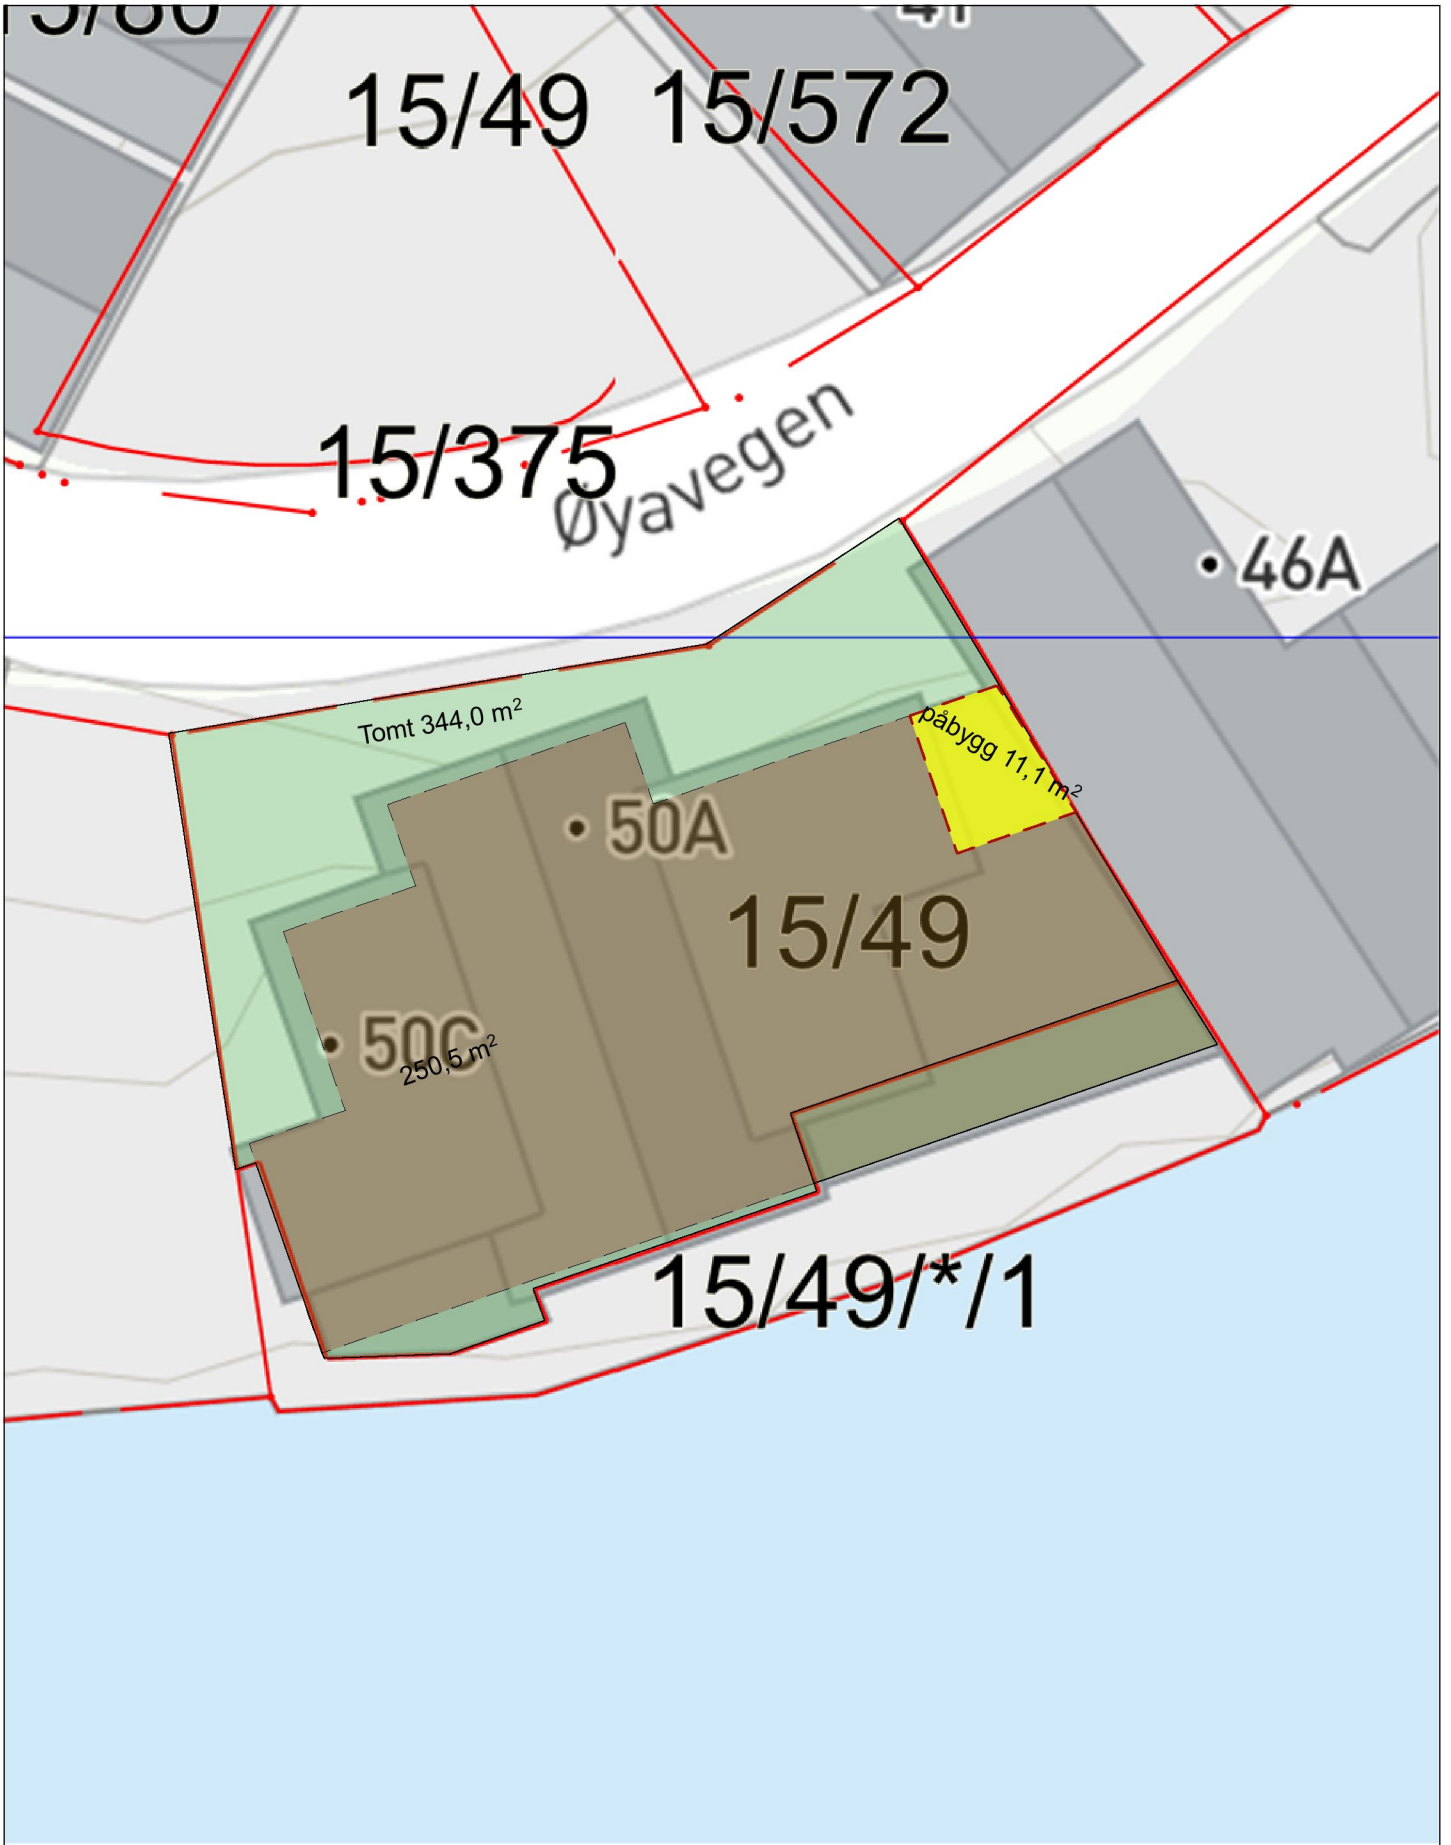 15/49 15/572
15/375
Øyavegen
46A
Tomt 344,0 m²
påbygg 11,1 m²
50A
15/49
50C
250,5 m²
15/49/*/1